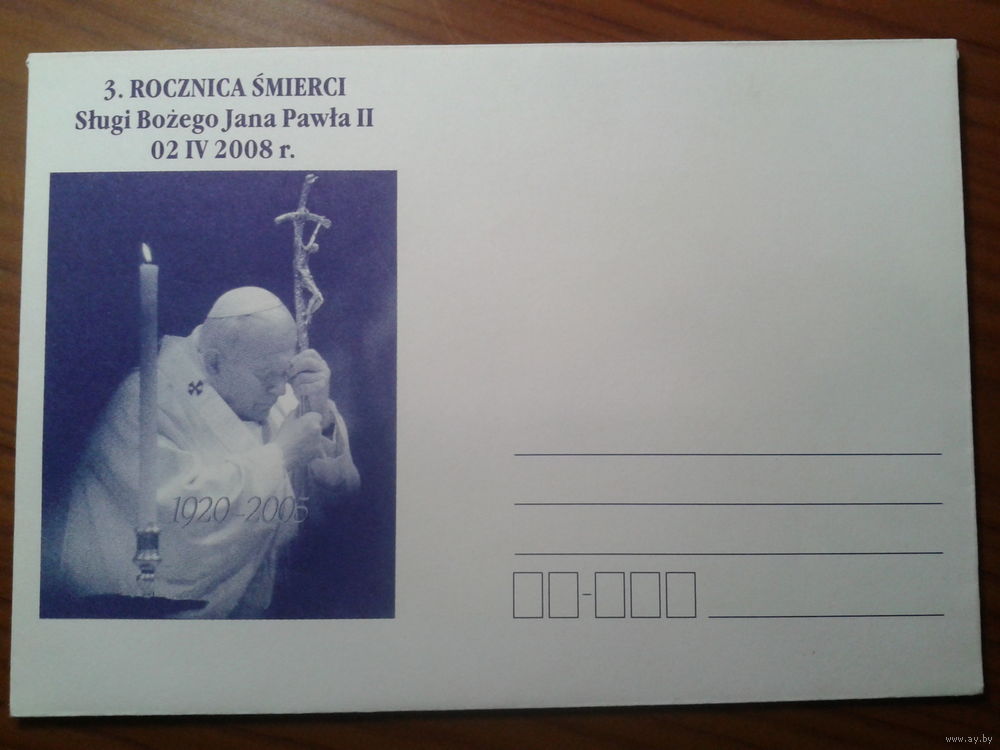 3. ROCZNICA ŚMIERCI
Sługi Bożego Jana Pawła II
02 IV 2008 r.
1920-2005
www.ay.by